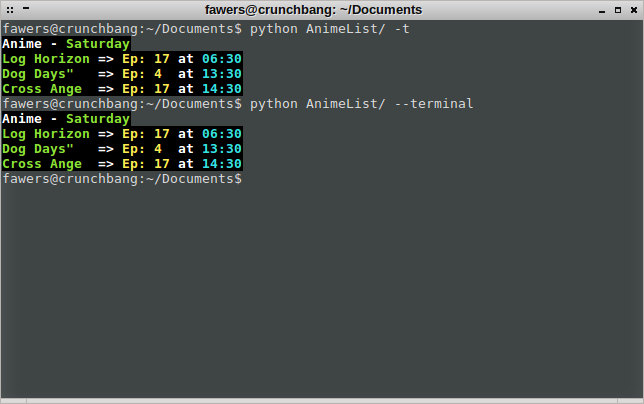 fawers@crunchbang: ~/Documents
fawers@crunchbang:~/Documents$ python AnimeList/ -t
Anime - Saturday
Log Horizon => Ep: 17 at 06:30
Dog Days"   => Ep: 4  at 13:30
Cross Ange  => Ep: 17 at 14:30
fawers@crunchbang:~/Documents$ python AnimeList/ --terminal
Anime - Saturday
Log Horizon => Ep: 17 at 06:30
Dog Days"   => Ep: 4  at 13:30
Cross Ange  => Ep: 17 at 14:30
fawers@crunchbang:~/Documents$